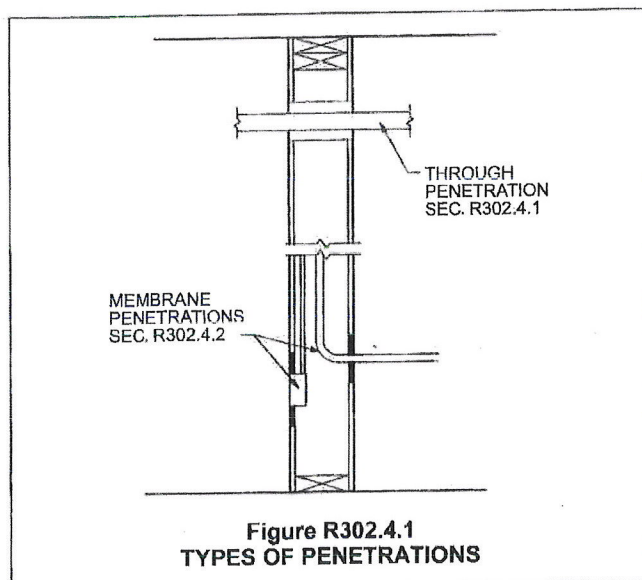 THROUGH
PENETRATION
SEC. R302.4.1
MEMBRANE
PENETRATIONS
SEC. R302.4.2
Figure R302.4.1
TYPES OF PENETRATIONS